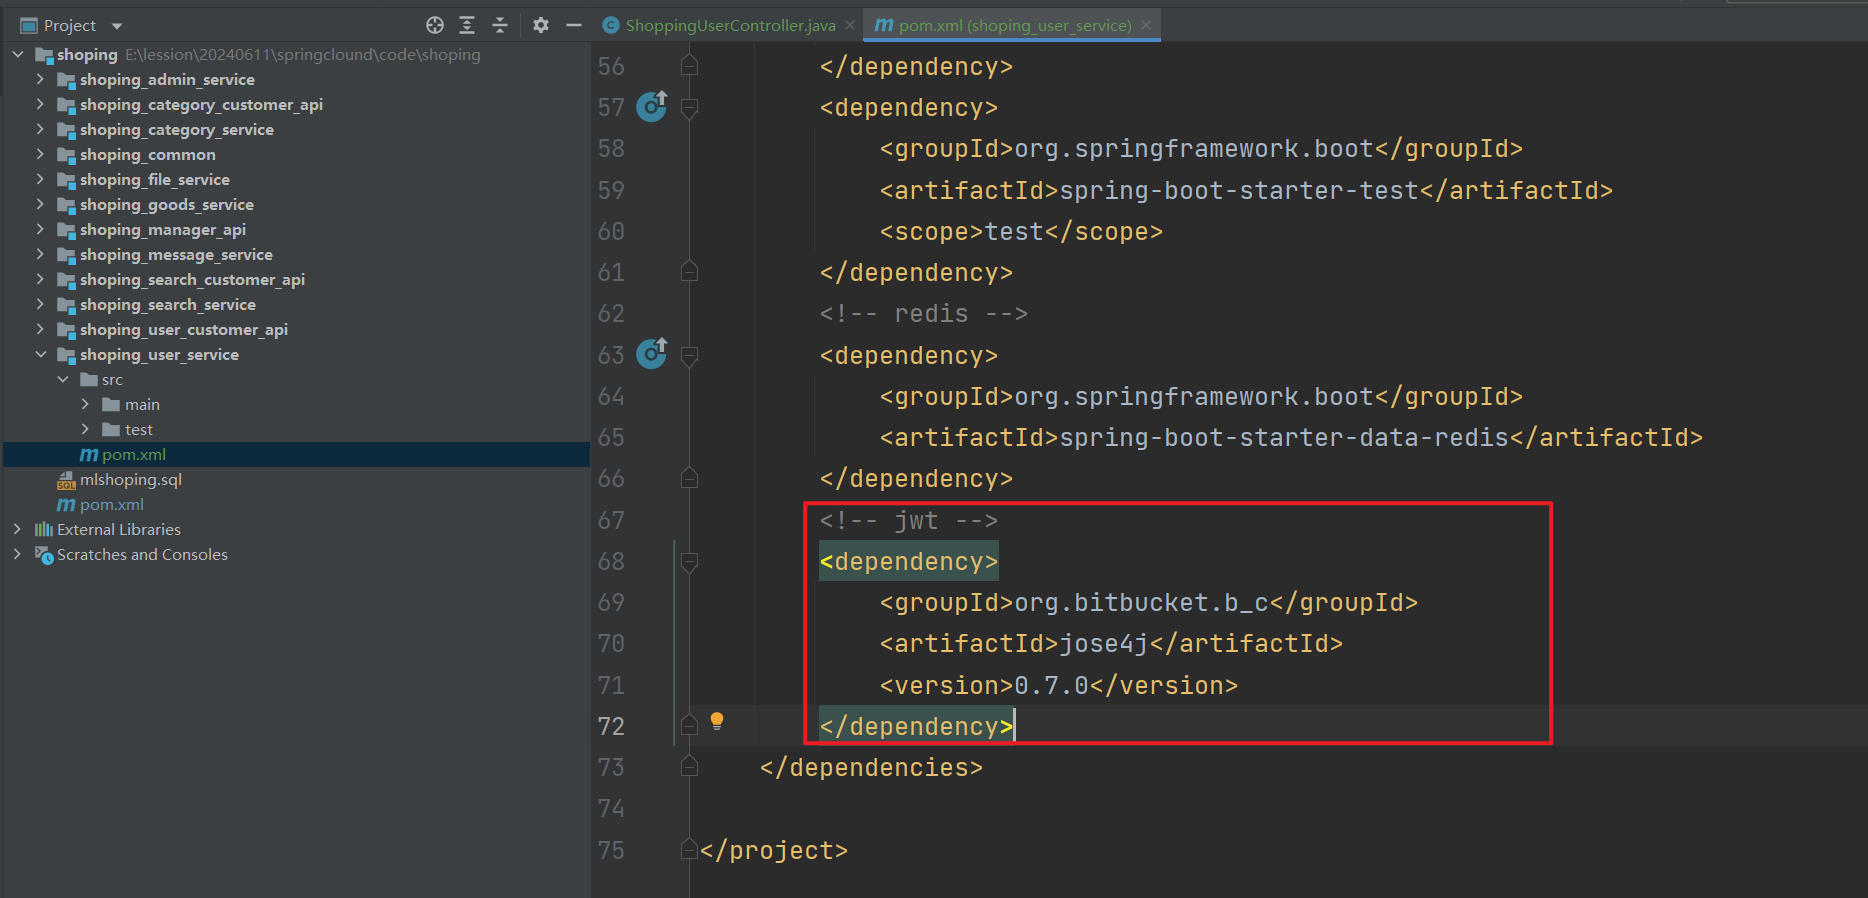 Project
shoping E:\lession\20240611\springclound\code\shoping
shoping_admin_service
shoping_category_customer_api
shoping_category_service
shoping_common
shoping_file_service
shoping_goods_service
shoping_manager_api
shoping_message_service
shoping_search_customer_api
shoping_search_service
shoping_user_customer_api
shoping_user_service
src
main
test
pom.xml
mlshoping.sql
pom.xml
External Libraries
Scratches and Consoles
ShoppingUserController.java
pom.xml (shoping_user_service)
56 </dependency>
57 <dependency>
58 <groupId>org.springframework.boot</groupId>
59 <artifactId>spring-boot-starter-test</artifactId>
60 <scope>test</scope>
61 </dependency>
62 <!-- redis -->
63 <dependency>
64 <groupId>org.springframework.boot</groupId>
65 <artifactId>spring-boot-starter-data-redis</artifactId>
66 </dependency>
67 <!-- jwt -->
68 <dependency>
69 <groupId>org.bitbucket.b_c</groupId>
70 <artifactId>jose4j</artifactId>
71 <version>0.7.0</version>
72 </dependency>
73 </dependencies>
74
75 </project>